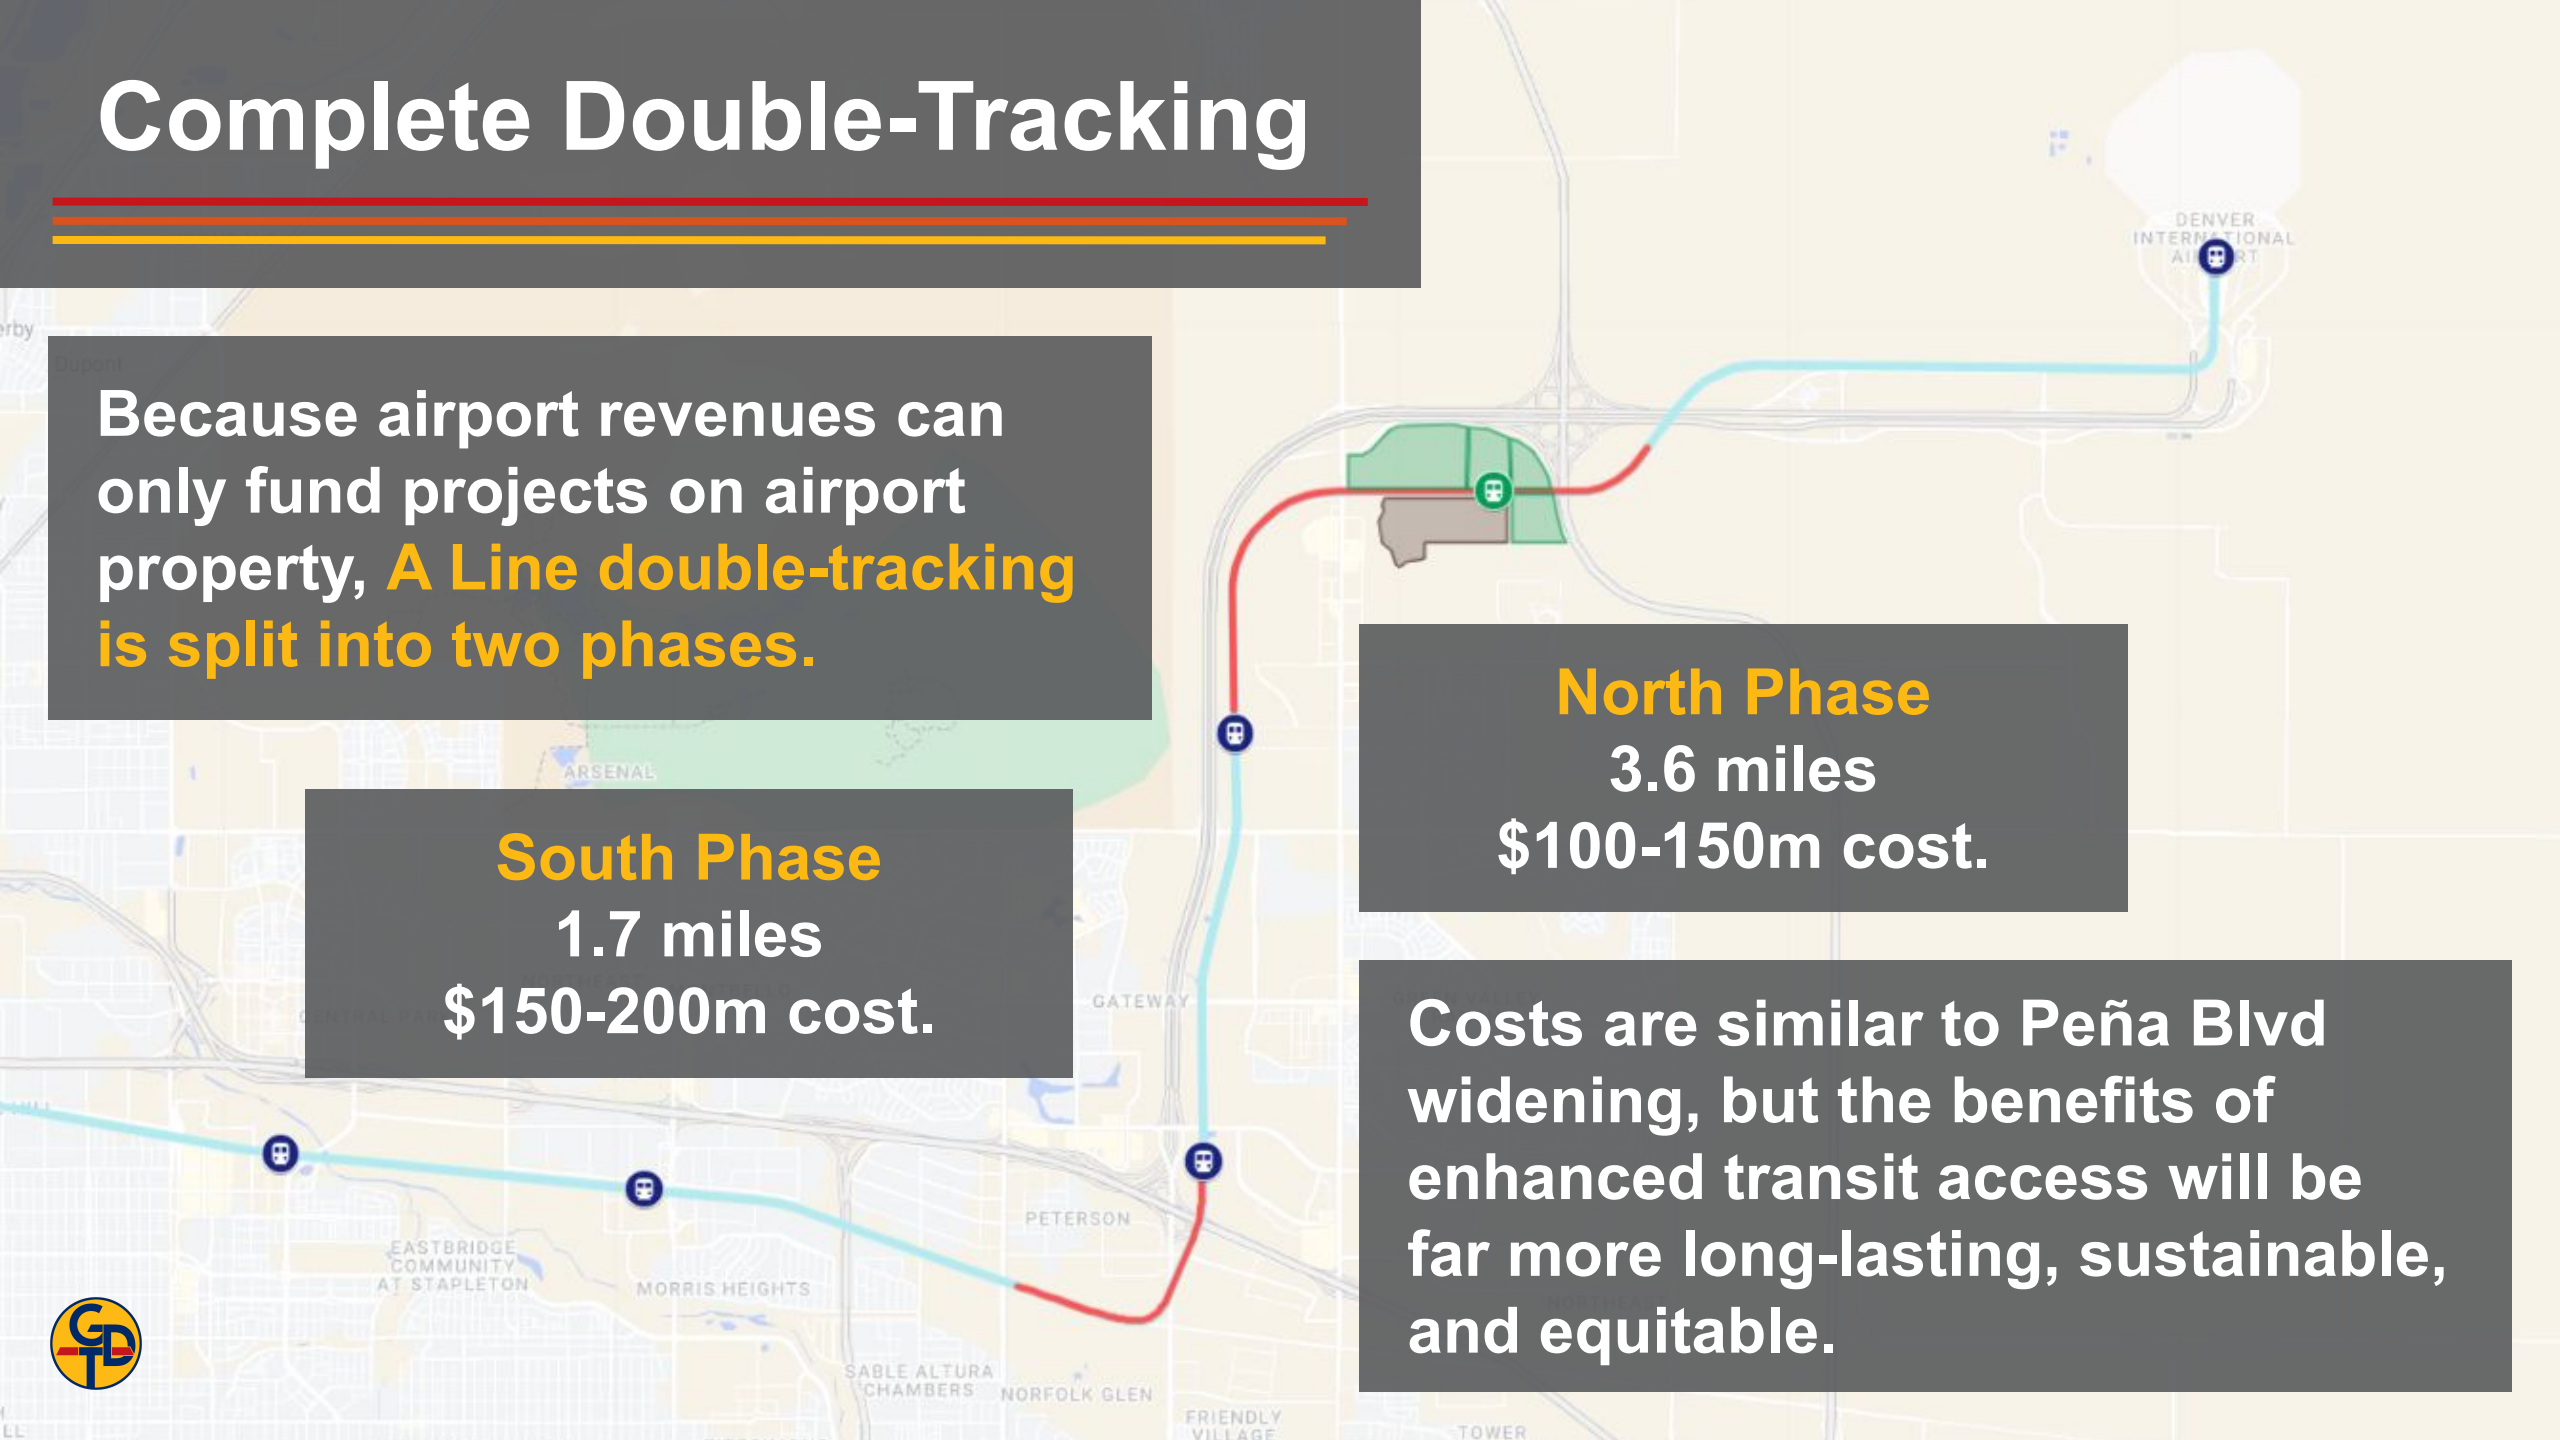 Complete Double-Tracking
Because airport revenues can
only fund projects on airport
property, A Line double-tracking
is split into two phases.
South Phase
1.7 miles
$150-200m cost.
North Phase
3.6 miles
$100-150m cost.
Costs are similar to Peña Blvd
widening, but the benefits of
enhanced transit access will be
far more long-lasting, sustainable,
and equitable.
DENVER
INTERNATIONAL
erby
Dupont
ARSENAL
GATEWAY
PETERSON
EASTBRIDGE
COMMUNITY
AT STAPLETON
MORRIS HEIGHTS
SABLE ALTURA
CHAMBERS
NORFOLK GLEN
FRIENDLY
VILLAGE
TOWER
GDT